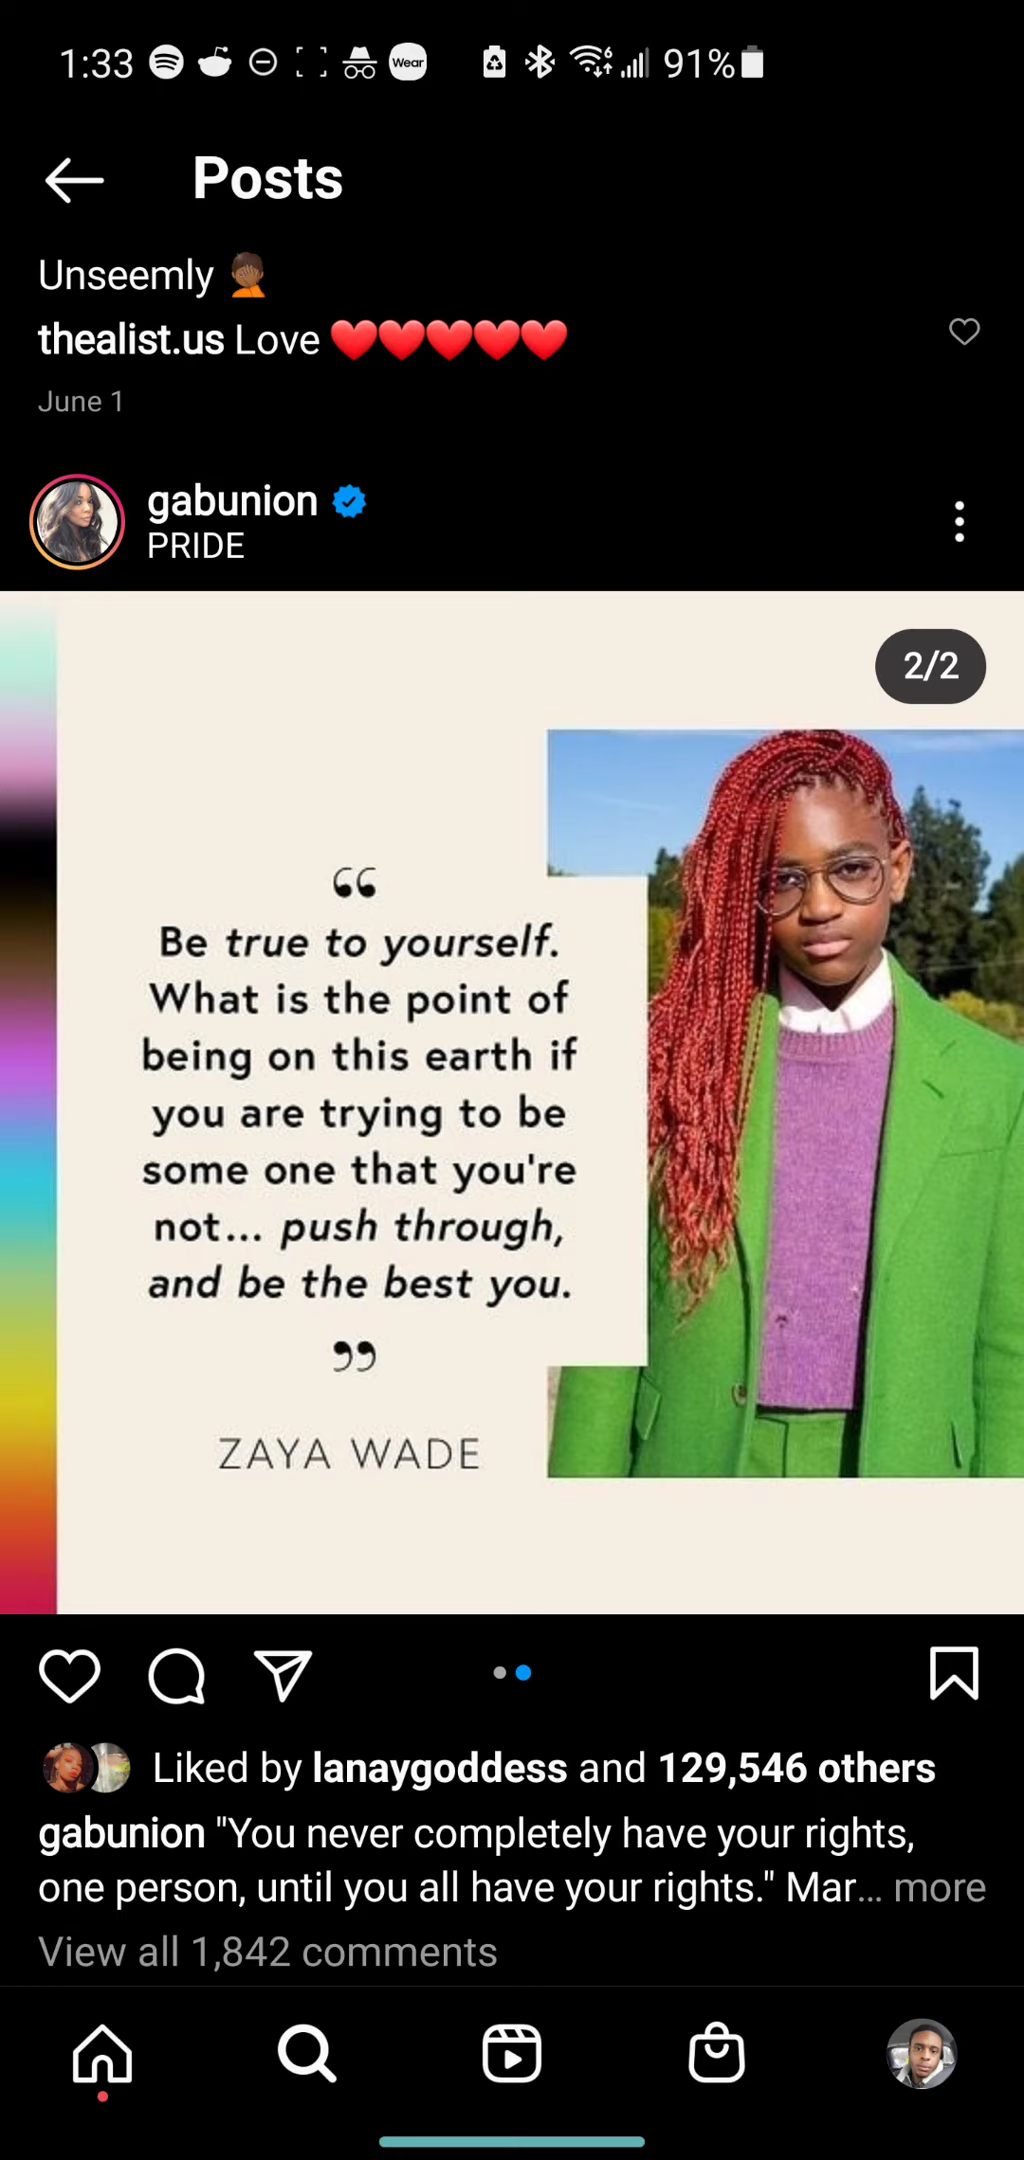 1:33 Wear 6 91%
Posts
Unseemly 🤦🏾
thealist.us Love ❤️❤️❤️❤️❤️
June 1
gabunion
PRIDE
2/2
“
Be true to yourself.
What is the point of
being on this earth if
you are trying to be
some one that you're
not... push through,
and be the best you.
”
ZAYA WADE
Liked by lanaygoddess and 129,546 others
gabunion "You never completely have your rights,
one person, until you all have your rights." Mar... more
View all 1,842 comments